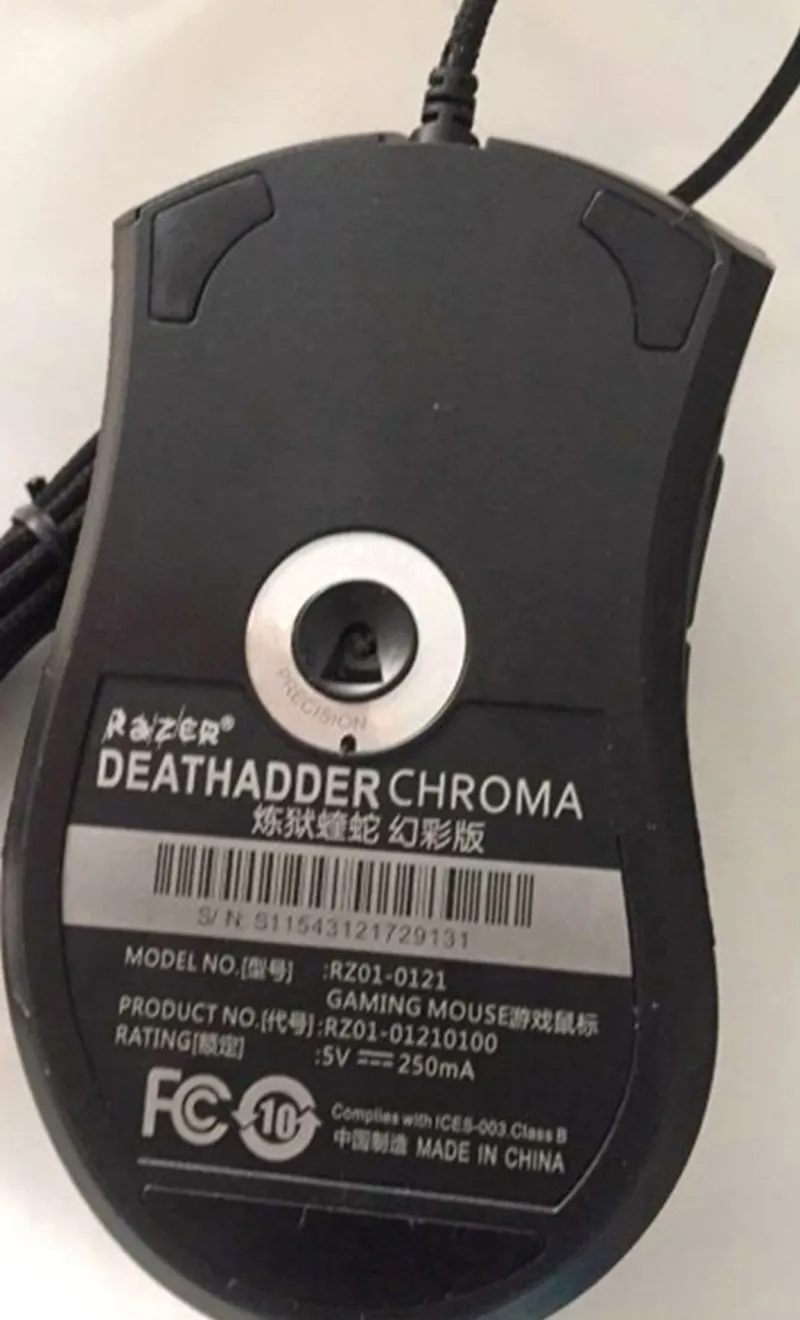 PRECISION
RAZER®
DEATHADDER CHROMA
炼狱蝰蛇 幻彩版
S/N: S11543121729131
MODEL NO.[型号] :RZ01-0121
GAMING MOUSE游戏鼠标
PRODUCT NO.[代号]:RZ01-01210100
RATING[额定] :5V ⎓ 250mA
FC 10 Complies with ICES-003.Class B
中国制造 MADE IN CHINA